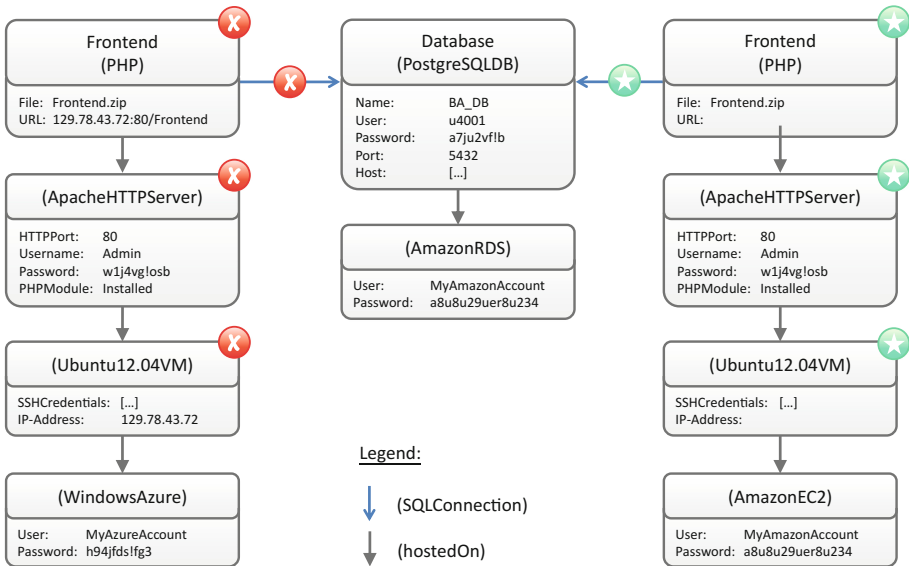 Frontend
(PHP)
File: Frontend.zip
URL: 129.78.43.72:80/Frontend
(ApacheHTTPServer)
HTTPPort: 80
Username: Admin
Password: w1j4vg!osb
PHPModule: Installed
(Ubuntu12.04VM)
SSHCredentials: [...]
IP-Address: 129.78.43.72
(WindowsAzure)
User: MyAzureAccount
Password: h94jfds!fg3
Database
(PostgreSQLDB)
Name: BA_DB
User: u4001
Password: a7ju2vf!b
Port: 5432
Host: [...]
(AmazonRDS)
User: MyAmazonAccount
Password: a8u8u29uer8u234
Legend:
(SQLConnection)
(hostedOn)
Frontend
(PHP)
File: Frontend.zip
URL:
(ApacheHTTPServer)
HTTPPort: 80
Username: Admin
Password: w1j4vg!osb
PHPModule: Installed
(Ubuntu12.04VM)
SSHCredentials: [...]
IP-Address:
(AmazonEC2)
User: MyAmazonAccount
Password: a8u8u29uer8u234